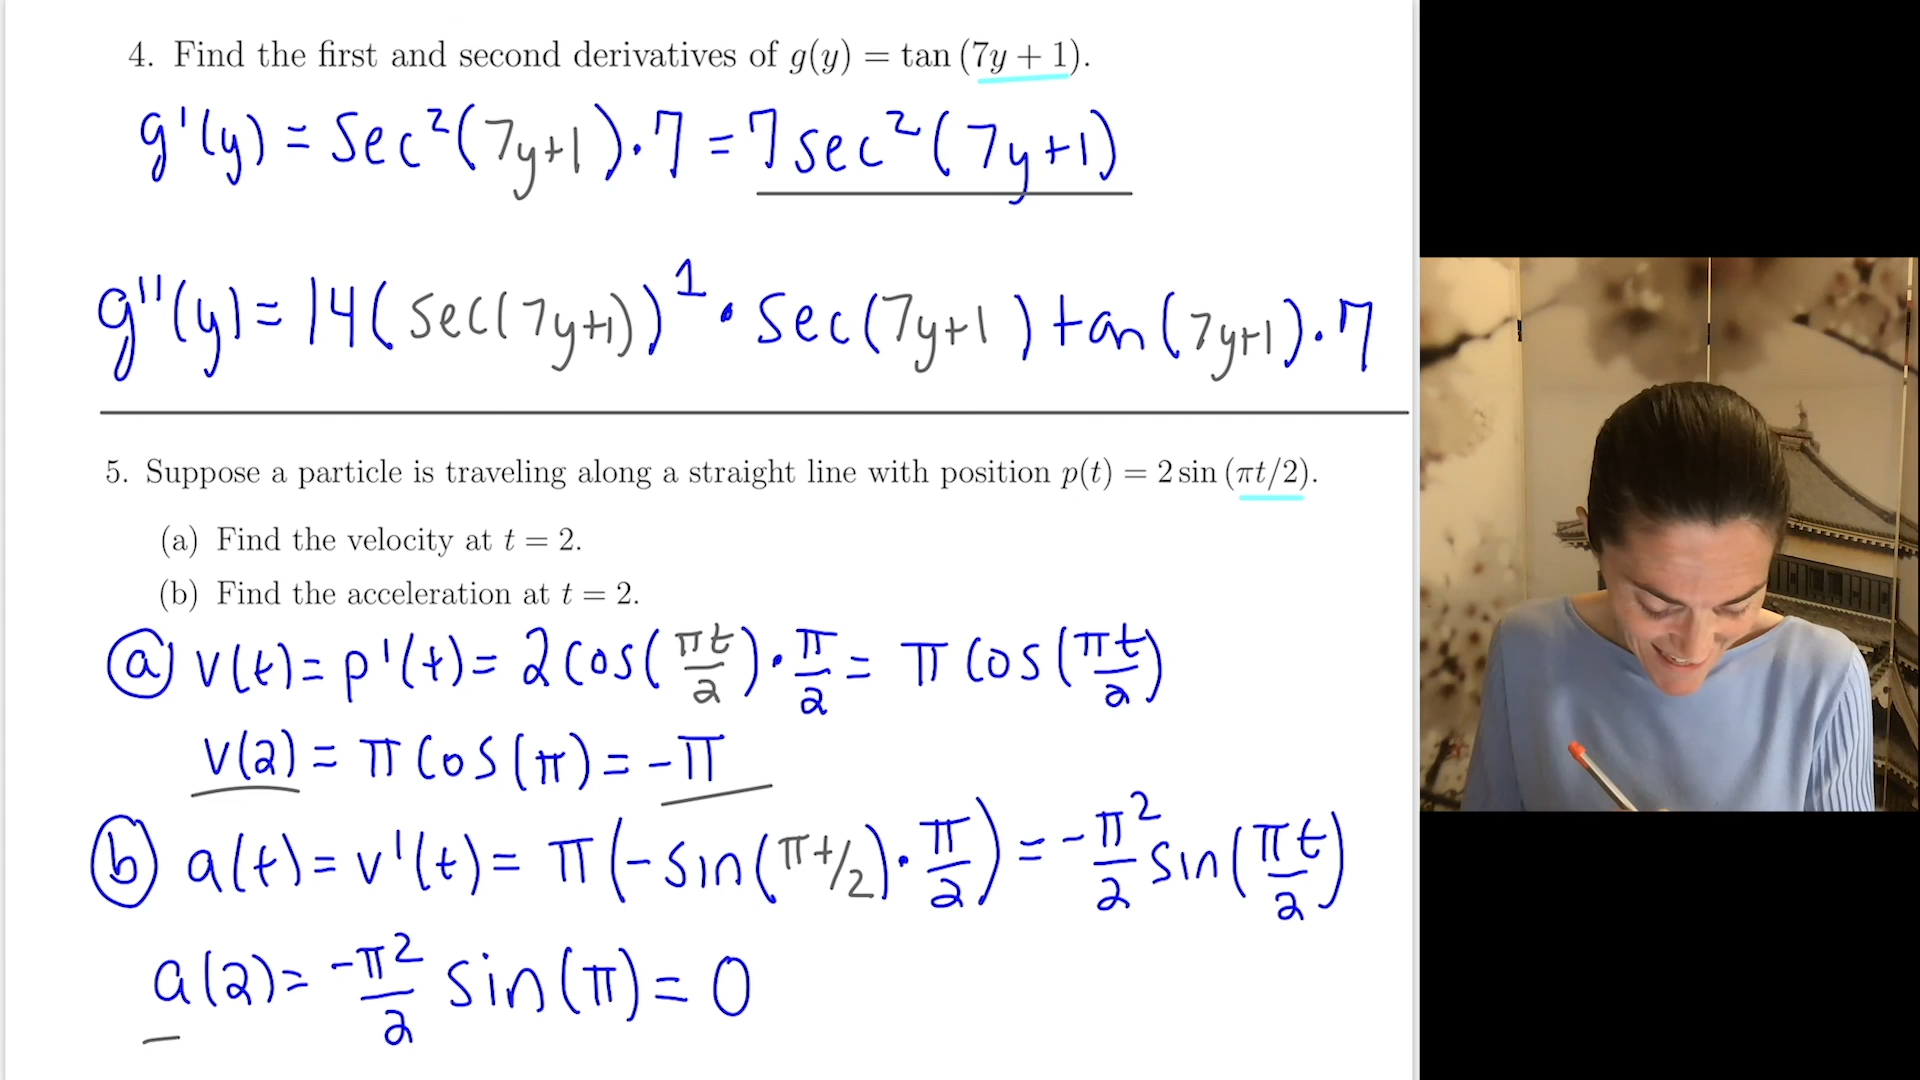 4. Find the first and second derivatives of g(y) = tan (7y + 1).
g'(y) = sec²(7y+1)·7 = 7sec²(7y+1)
g''(y) = 14(sec(7y+1))¹·sec(7y+1)tan(7y+1)·7
5. Suppose a particle is traveling along a straight line with position p(t) = 2 sin (πt/2).
(a) Find the velocity at t = 2.
(b) Find the acceleration at t = 2.
ⓐ v(t) = p'(t) = 2cos(πt/2)·π/2 = π cos(πt/2)
v(2) = π cos(π) = -π
ⓑ a(t) = v'(t) = π(-sin(πt/2)·π/2) = -π²/2 sin(πt/2)
a(2) = -π²/2 sin(π) = 0